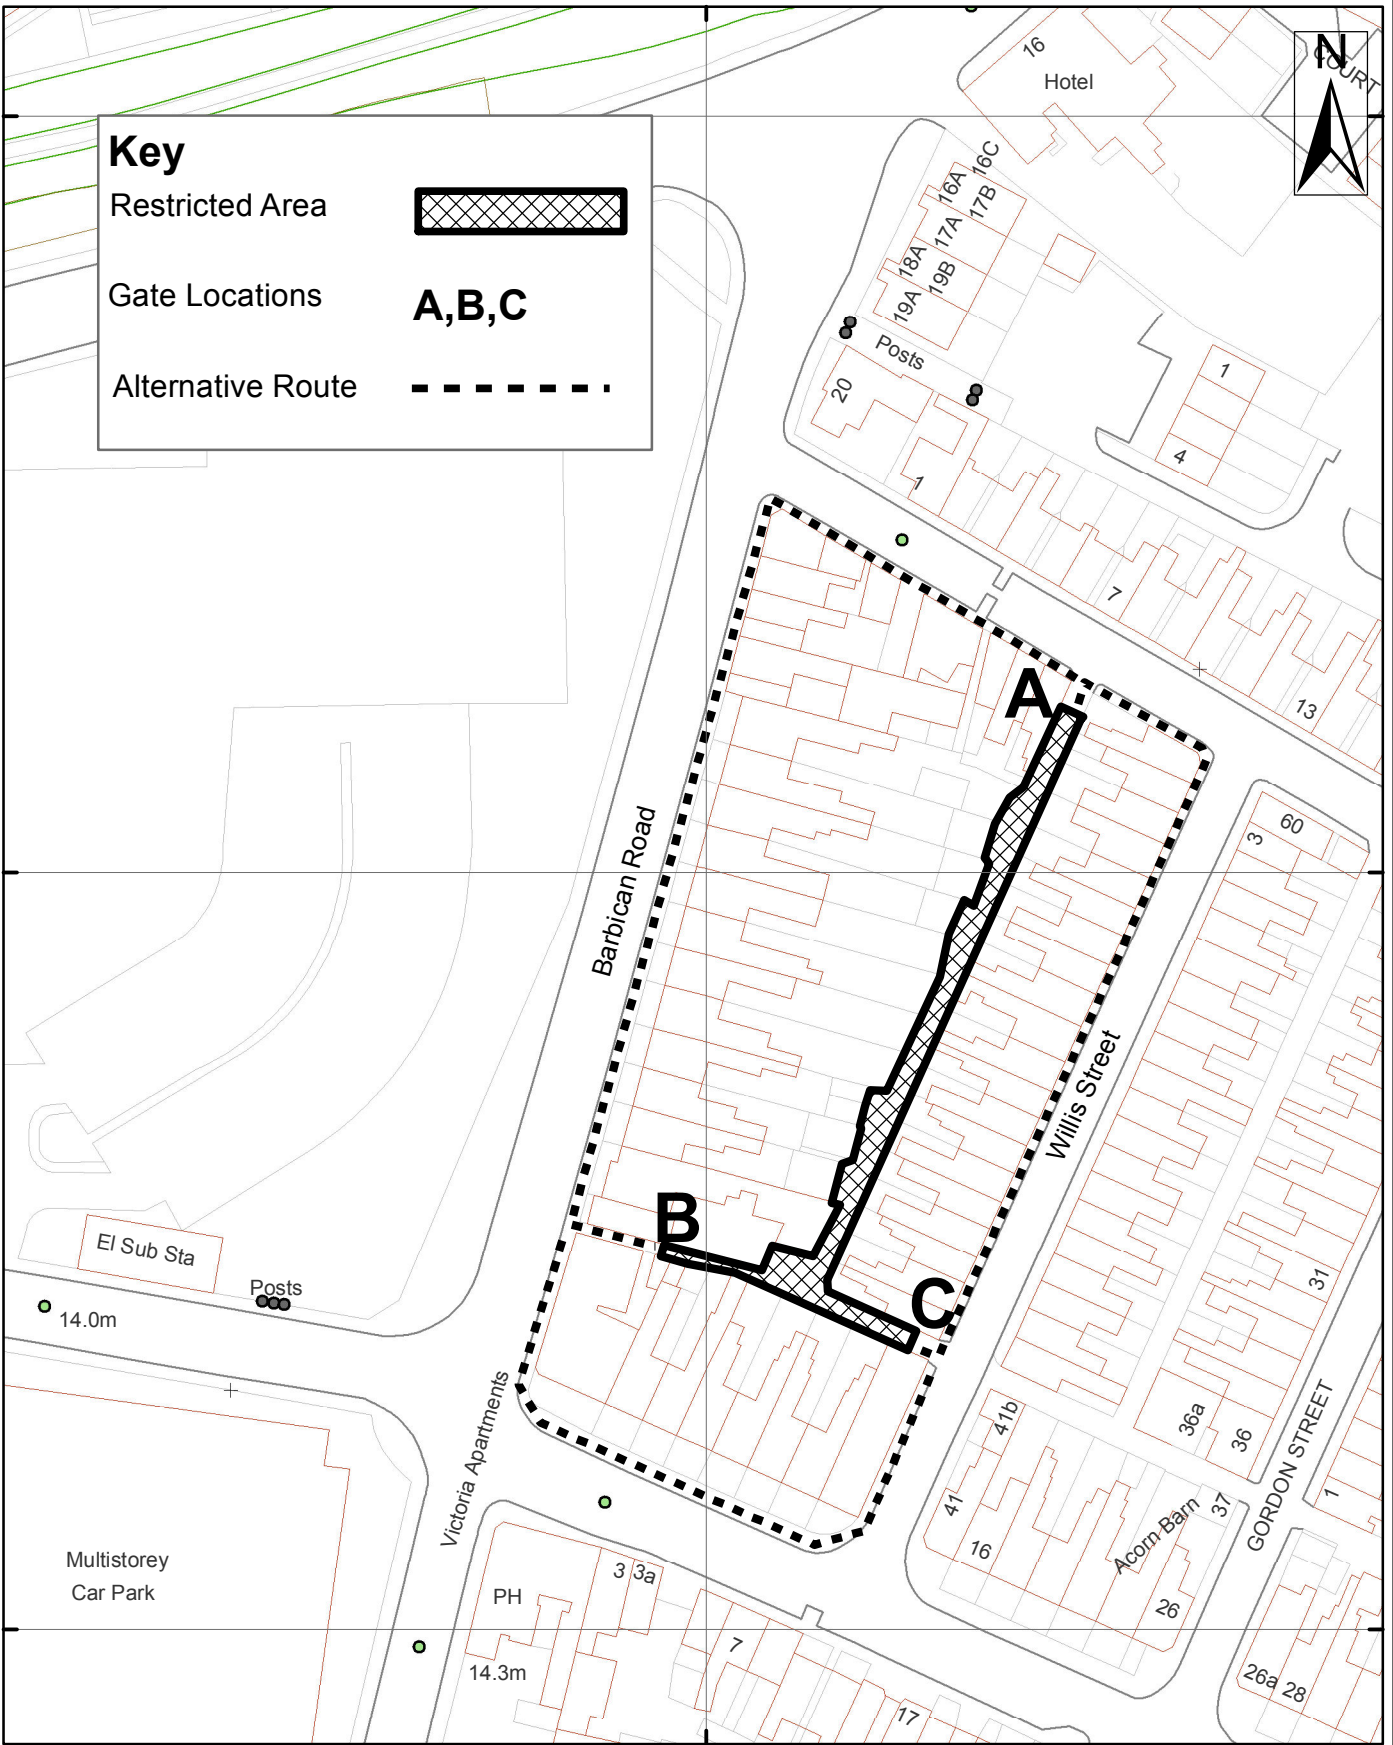 16
Hotel
N
COURT
Key
Restricted Area
Gate Locations
A,B,C
Alternative Route
16A
16C
17B
17A
18A
19B
19A
Posts
20
1
1
4
7
13
A
Barbican Road
60
3
Willis Street
B
C
El Sub Sta
Posts
14.0m
31
Victoria Apartments
41b
36a
36
GORDON STREET
1
41
16
Acorn Barn
37
26
Multistorey
Car Park
PH
3
3a
14.3m
7
17
26a
28